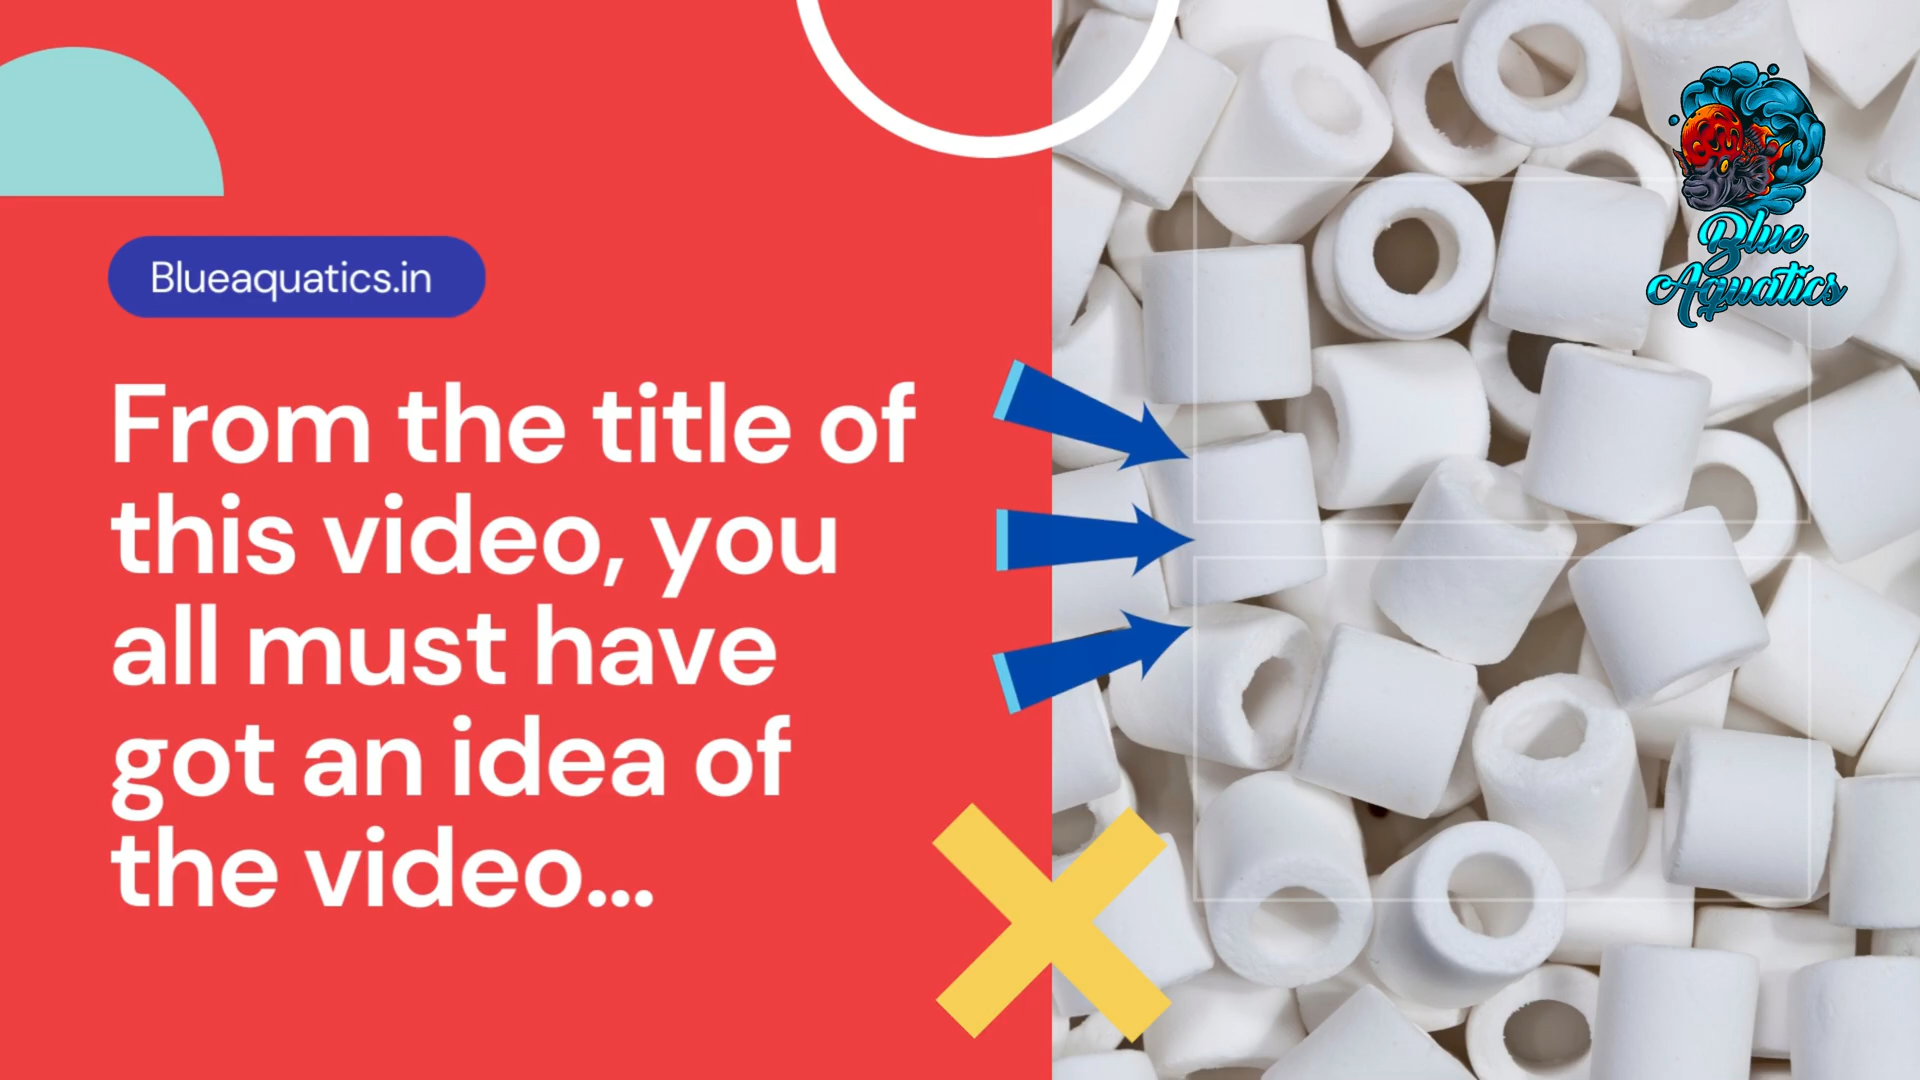 Blueaquatics.in
From the title of
this video, you
all must have
got an idea of
the video...
Blue
Aquatics